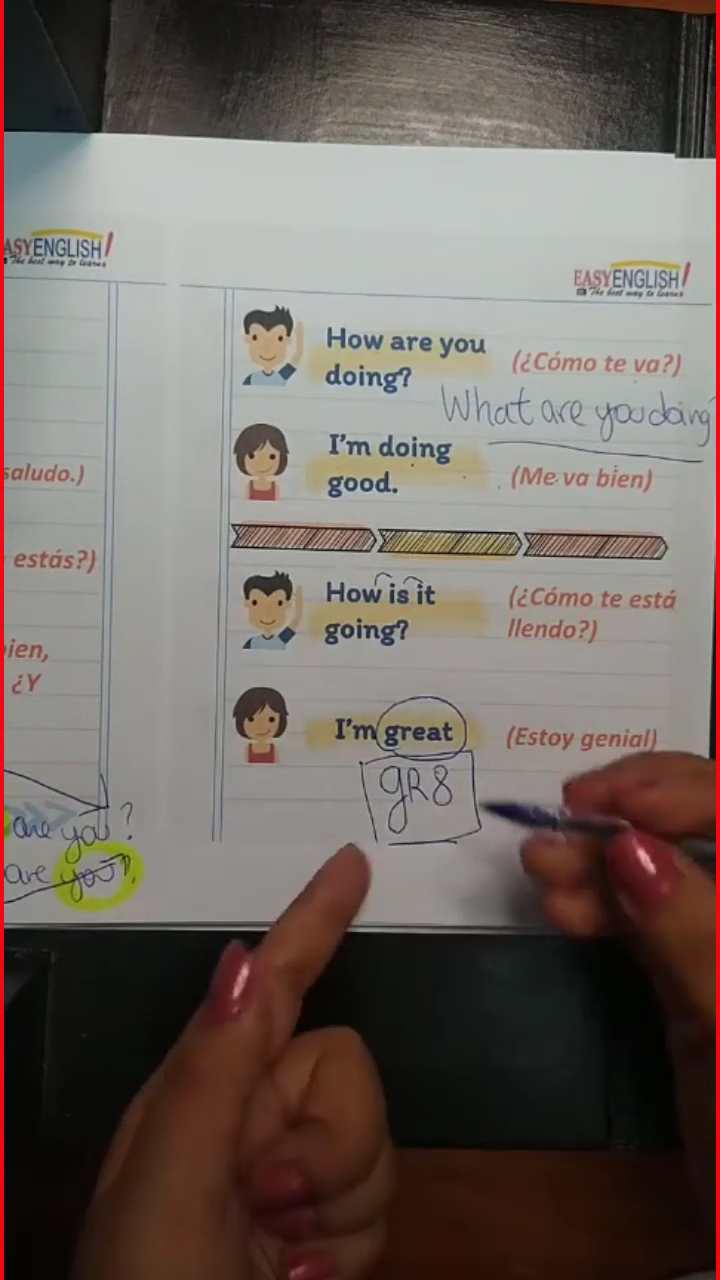 ASYENGLISH!
The best way to learn
EASYENGLISH!
The best way to learn
How are you
doing?
(¿Cómo te va?)
What are you doing?
I'm doing
good.
(Me va bien)
saludo.)
estás?)
How is it
going?
(¿Cómo te está
llendo?)
ien,
¿Y
I'm great
(Estoy genial)
gR8
are you?
are you?